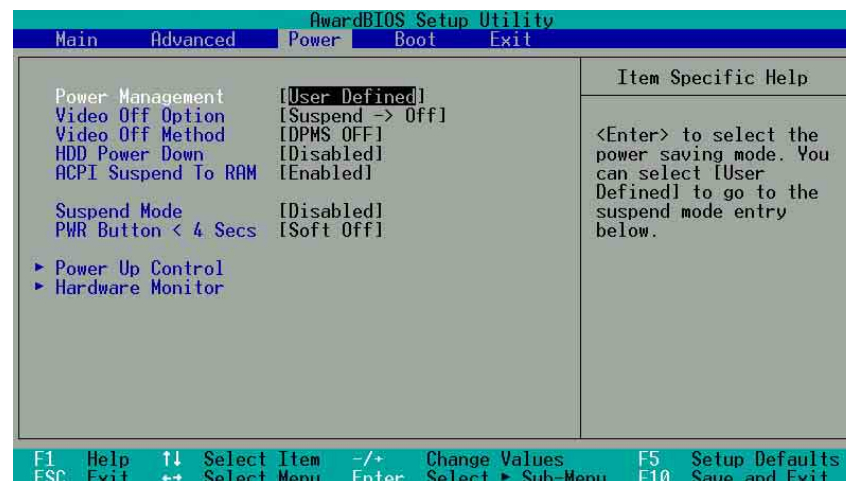 AwardBIOS Setup Utility
Main Advanced Power Boot Exit
Power Management [User Defined]
Video Off Option [Suspend -> Off]
Video Off Method [DPMS OFF]
HDD Power Down [Disabled]
ACPI Suspend To RAM [Enabled]
Suspend Mode [Disabled]
PWR Button < 4 Secs [Soft Off]
▶ Power Up Control
▶ Hardware Monitor
Item Specific Help
<Enter> to select the
power saving mode. You
can select [User
Defined] to go to the
suspend mode entry
below.
F1 Help ↑↓ Select Item -/+ Change Values F5 Setup Defaults
ESC Exit ←→ Select Menu Enter Select ▶ Sub-Menu F10 Save and Exit